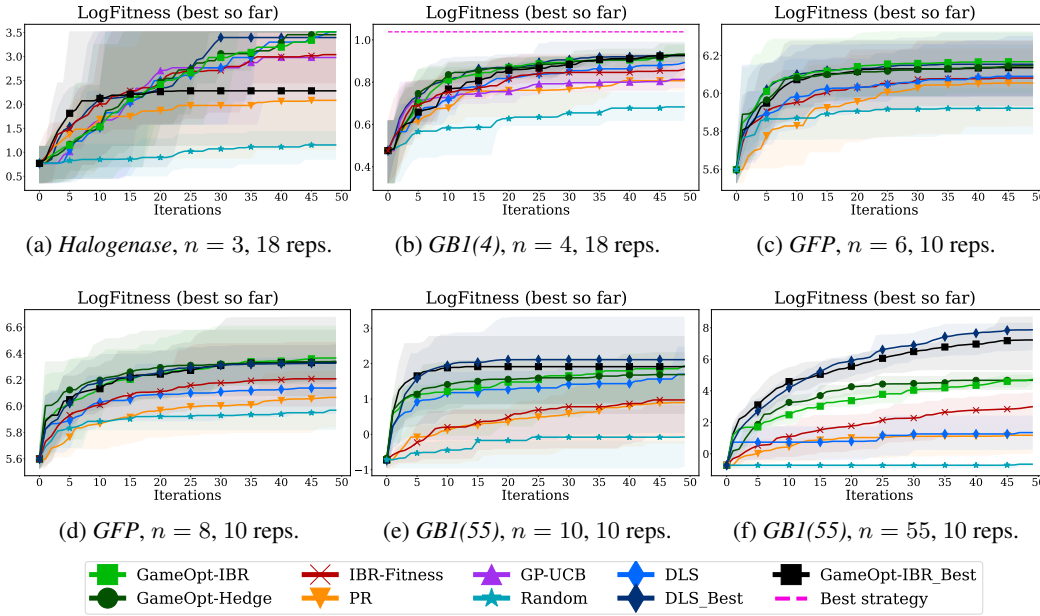 LogFitness (best so far)
3.5
3.0
2.5
2.0
1.5
1.0
0.5
0 5 10 15 20 25 30 35 40 45 50
Iterations
(a) Halogenase, n = 3, 18 reps.
LogFitness (best so far)
1.0
0.8
0.6
0.4
0 5 10 15 20 25 30 35 40 45 50
Iterations
(b) GB1(4), n = 4, 18 reps.
LogFitness (best so far)
6.2
6.0
5.8
5.6
0 5 10 15 20 25 30 35 40 45 50
Iterations
(c) GFP, n = 6, 10 reps.
LogFitness (best so far)
6.6
6.4
6.2
6.0
5.8
5.6
0 5 10 15 20 25 30 35 40 45 50
Iterations
(d) GFP, n = 8, 10 reps.
LogFitness (best so far)
3
2
1
0
−1
0 5 10 15 20 25 30 35 40 45 50
Iterations
(e) GB1(55), n = 10, 10 reps.
LogFitness (best so far)
8
6
4
2
0
0 5 10 15 20 25 30 35 40 45 50
Iterations
(f) GB1(55), n = 55, 10 reps.
GameOpt-IBR IBR-Fitness GP-UCB DLS GameOpt-IBR_Best
GameOpt-Hedge PR Random DLS_Best Best strategy